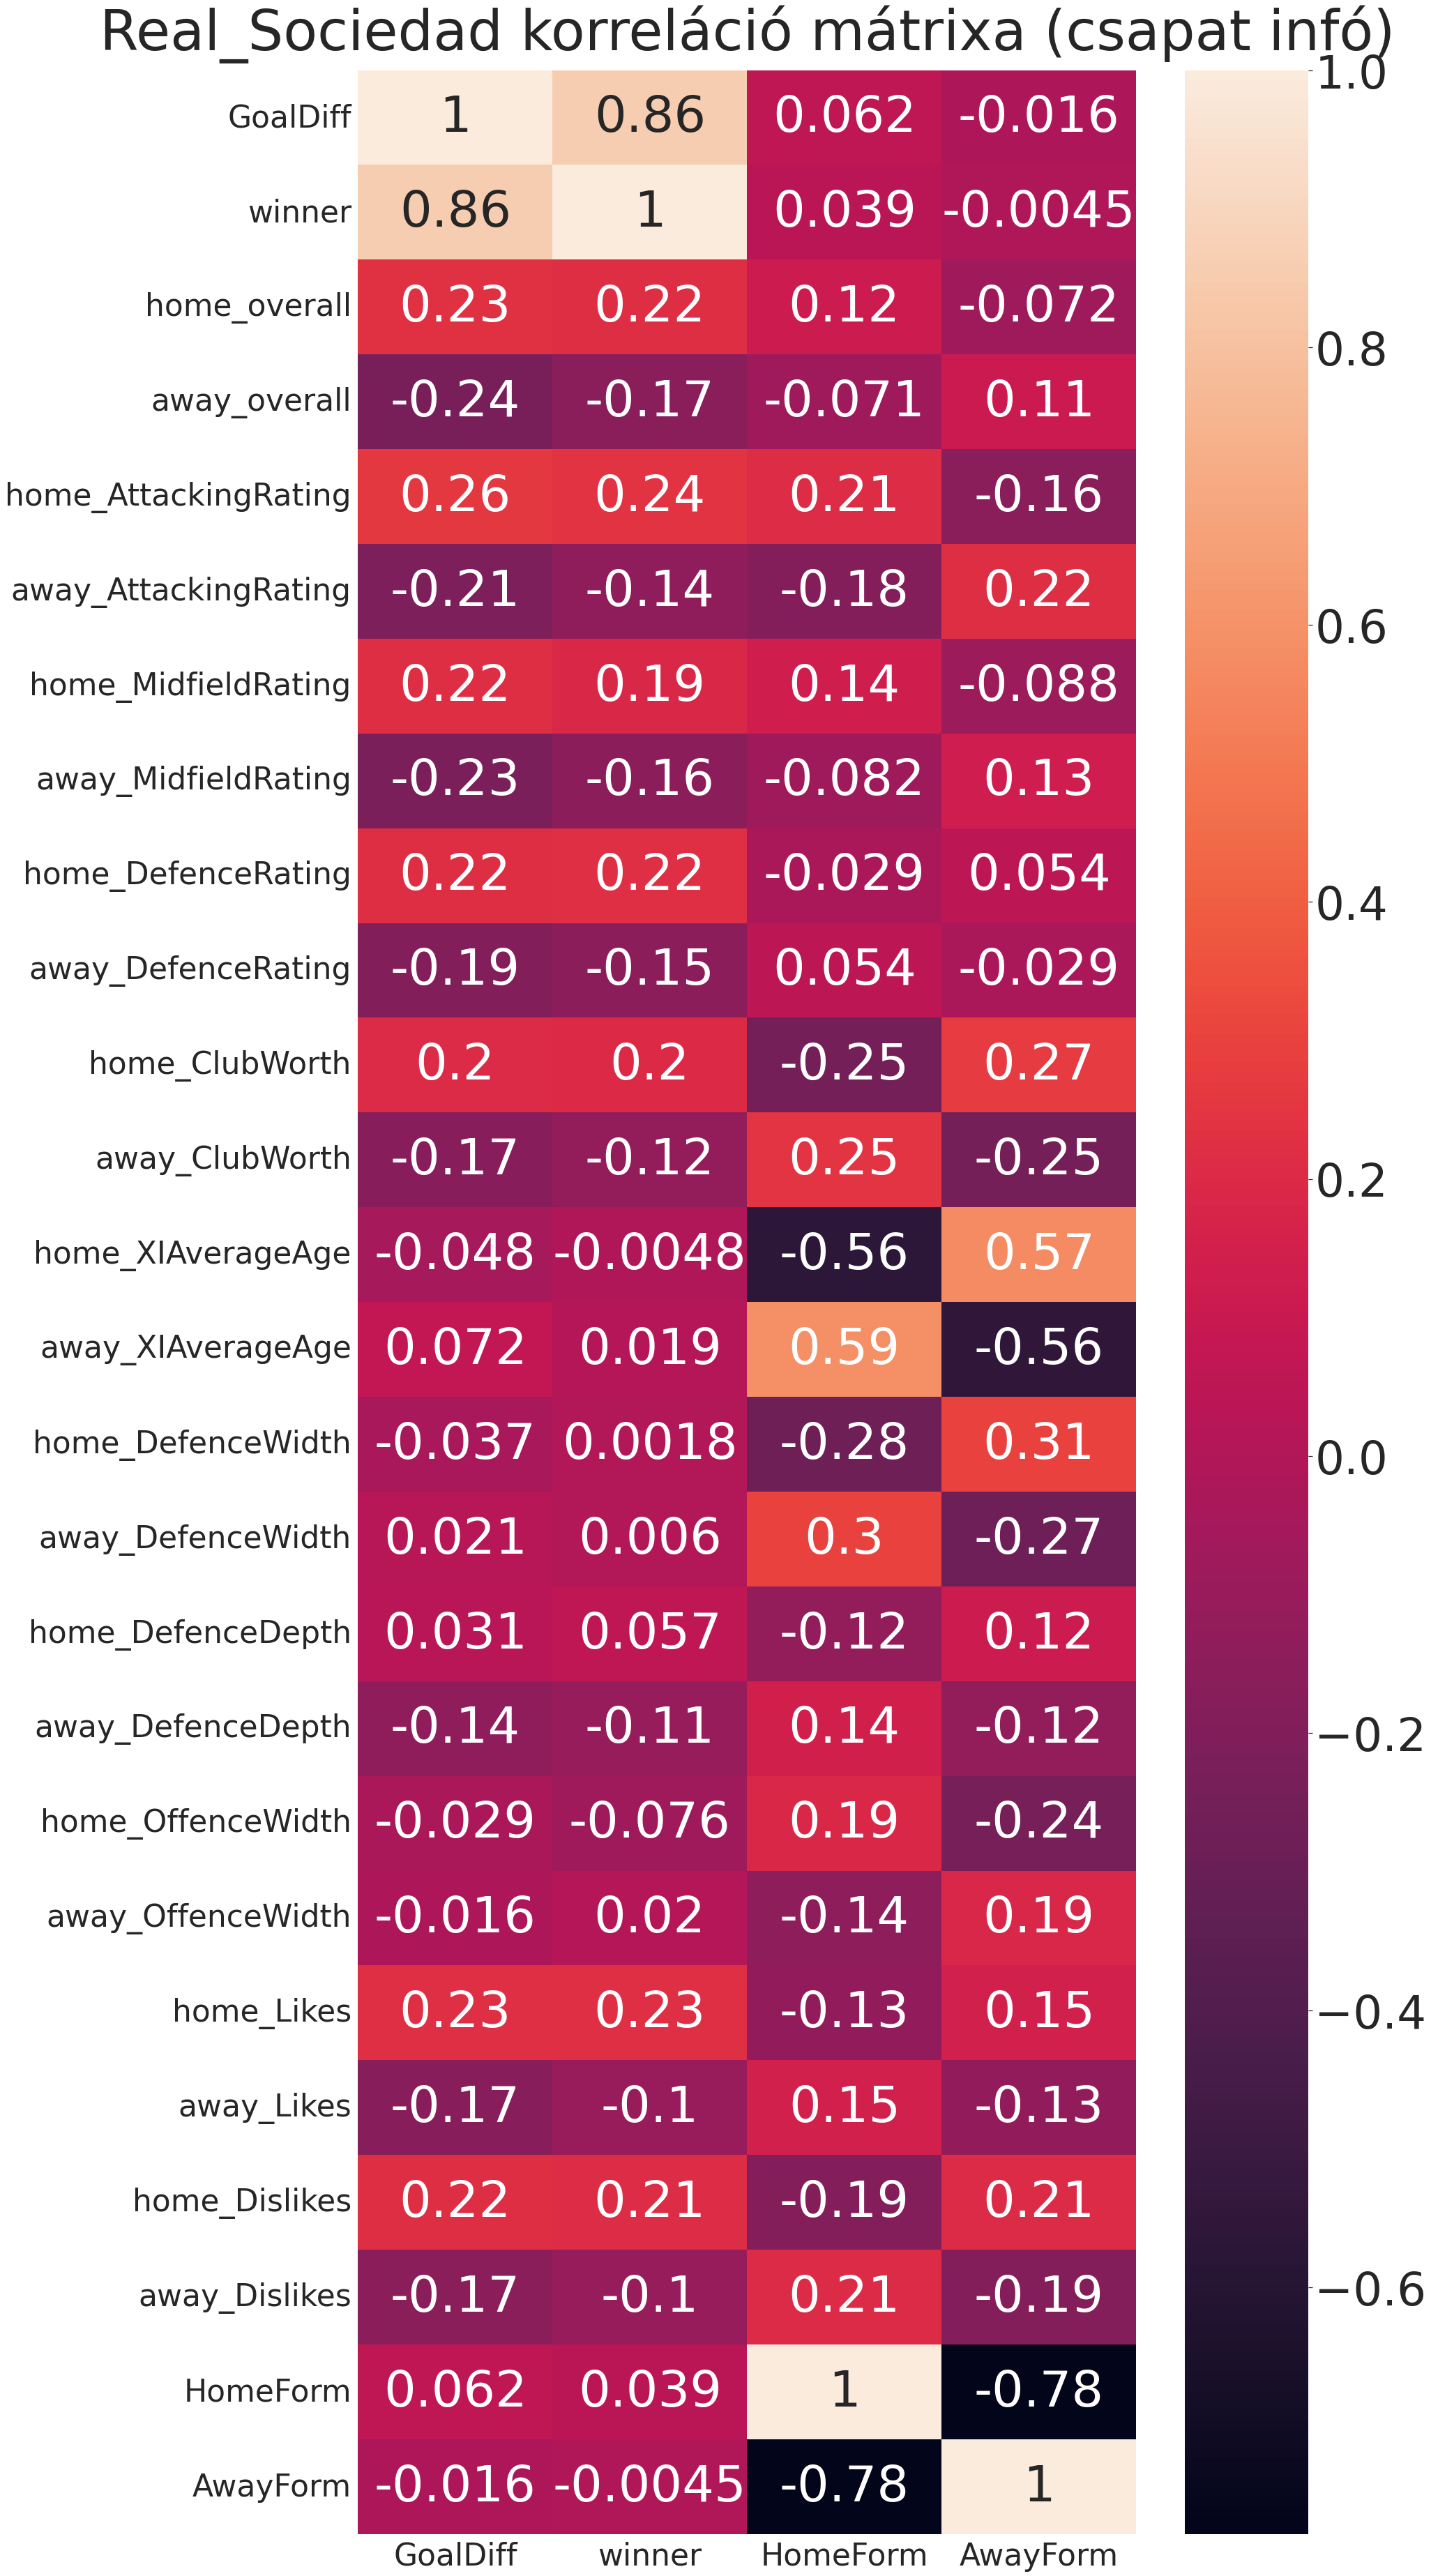 Real_Sociedad korreláció mátrixa (csapat infó)
GoalDiff 1 0.86 0.062 -0.016
winner 0.86 1 0.039 -0.0045
home_overall 0.23 0.22 0.12 -0.072
away_overall -0.24 -0.17 -0.071 0.11
home_AttackingRating 0.26 0.24 0.21 -0.16
away_AttackingRating -0.21 -0.14 -0.18 0.22
home_MidfieldRating 0.22 0.19 0.14 -0.088
away_MidfieldRating -0.23 -0.16 -0.082 0.13
home_DefenceRating 0.22 0.22 -0.029 0.054
away_DefenceRating -0.19 -0.15 0.054 -0.029
home_ClubWorth 0.2 0.2 -0.25 0.27
away_ClubWorth -0.17 -0.12 0.25 -0.25
home_XIAverageAge -0.048 -0.0048 -0.56 0.57
away_XIAverageAge 0.072 0.019 0.59 -0.56
home_DefenceWidth -0.037 0.0018 -0.28 0.31
away_DefenceWidth 0.021 0.006 0.3 -0.27
home_DefenceDepth 0.031 0.057 -0.12 0.12
away_DefenceDepth -0.14 -0.11 0.14 -0.12
home_OffenceWidth -0.029 -0.076 0.19 -0.24
away_OffenceWidth -0.016 0.02 -0.14 0.19
home_Likes 0.23 0.23 -0.13 0.15
away_Likes -0.17 -0.1 0.15 -0.13
home_Dislikes 0.22 0.21 -0.19 0.21
away_Dislikes -0.17 -0.1 0.21 -0.19
HomeForm 0.062 0.039 1 -0.78
AwayForm -0.016 -0.0045 -0.78 1
GoalDiff winner HomeForm AwayForm
1.0
0.8
0.6
0.4
0.2
0.0
−0.2
−0.4
−0.6